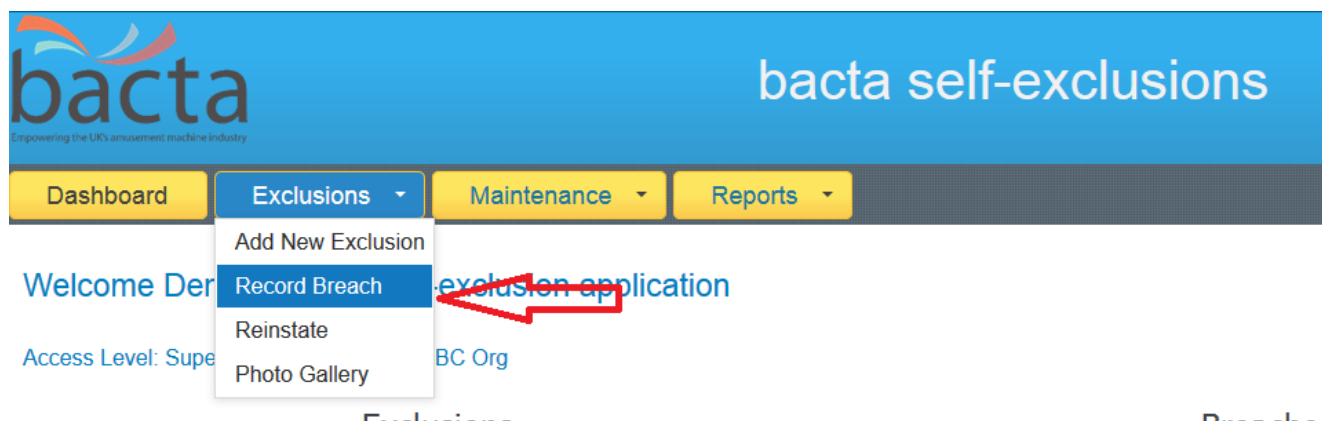 bacta
Empowering the UK's amusement machine industry
bacta self-exclusions
Dashboard Exclusions Maintenance Reports
Add New Exclusion
Record Breach
Reinstate
Photo Gallery
Welcome -exclusion application
Access Level: BC Org